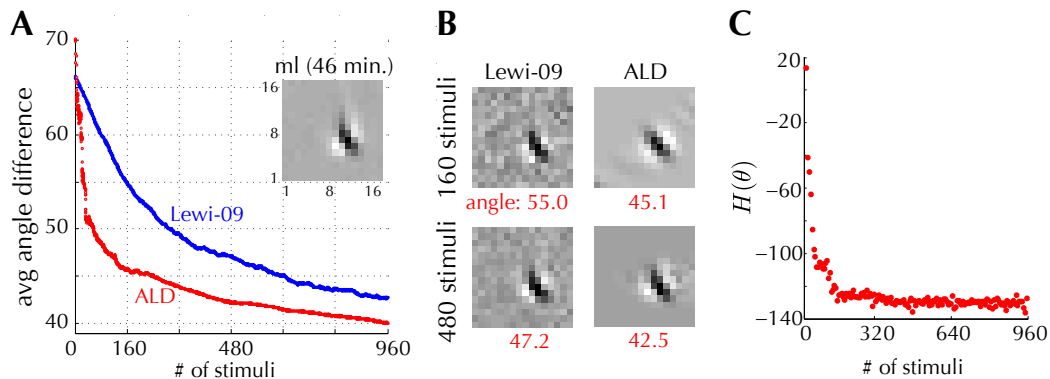 A
avg angle difference
70
60
50
40
0
160
480
960
# of stimuli
Lewi-09
ALD
ml (46 min.)
16
8
1
1
8
16
B
Lewi-09
ALD
160 stimuli
angle: 55.0
45.1
480 stimuli
47.2
42.5
C
H(θ)
20
−20
−60
−100
−140
0
320
640
960
# of stimuli